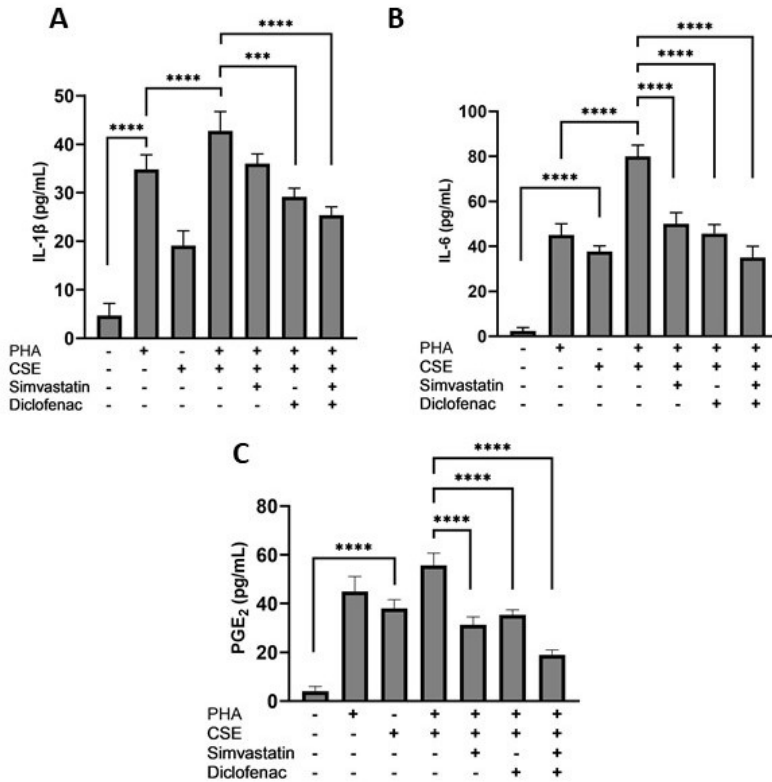 A
****
****
***
****
****
IL-1β (pg/mL)
50
40
30
20
10
0
PHA - + - + + + +
CSE - - + + + + +
Simvastatin - - - - + - +
Diclofenac - - - - - + +
B
****
****
****
****
****
IL-6 (pg/mL)
100
80
60
40
20
0
PHA - + - + + + +
CSE - - + + + + +
Simvastatin - - - - + - +
Diclofenac - - - - - + +
C
****
****
****
****
PGE₂ (pg/mL)
80
60
40
20
0
PHA - + - + + + +
CSE - - + + + + +
Simvastatin - - - - + - +
Diclofenac - - - - - + +